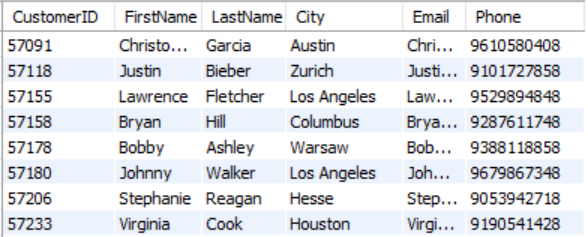 CustomerID FirstName LastName City Email Phone
57091 Christo... Garcia Austin Chri... 9610580408
57118 Justin Bieber Zurich Justi... 9101727858
57155 Lawrence Fletcher Los Angeles Law... 9529894848
57158 Bryan Hill Columbus Brya... 9287611748
57178 Bobby Ashley Warsaw Bob... 9388118858
57180 Johnny Walker Los Angeles Joh... 9679867348
57206 Stephanie Reagan Hesse Step... 9053942718
57233 Virginia Cook Houston Virgi... 9190541428